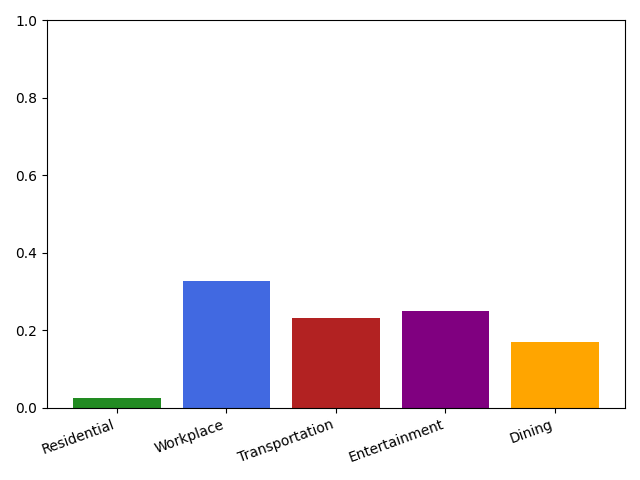 1.0
0.8
0.6
0.4
0.2
0.0
Residential
Workplace
Transportation
Entertainment
Dining